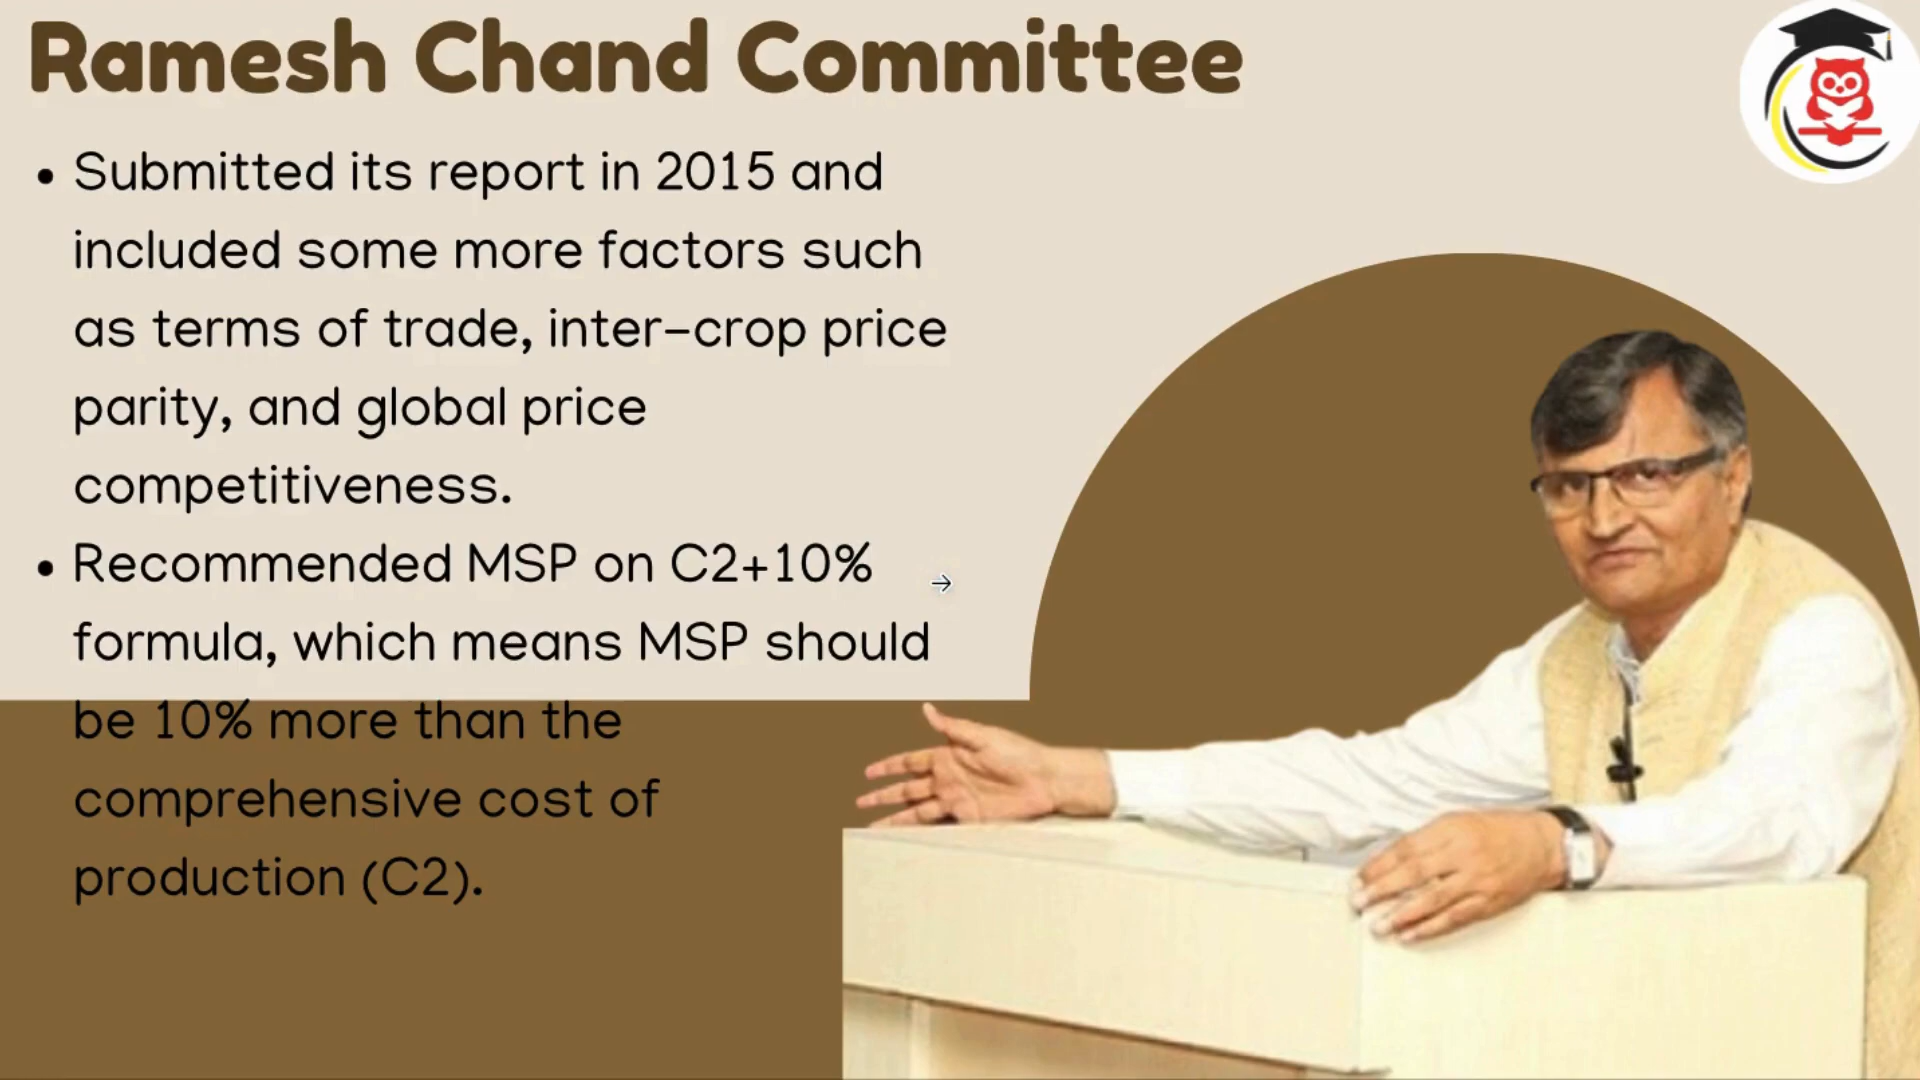 Ramesh Chand Committee
• Submitted its report in 2015 and
included some more factors such
as terms of trade, inter-crop price
parity, and global price
competitiveness.
• Recommended MSP on C2+10%
formula, which means MSP should
be 10% more than the
comprehensive cost of
production (C2).